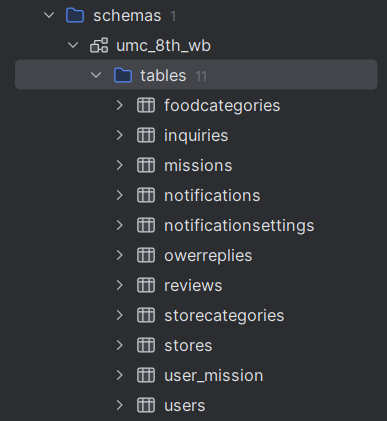 schemas 1
umc_8th_wb
tables 11
foodcategories
inquiries
missions
notifications
notificationsettings
owerreplies
reviews
storecategories
stores
user_mission
users